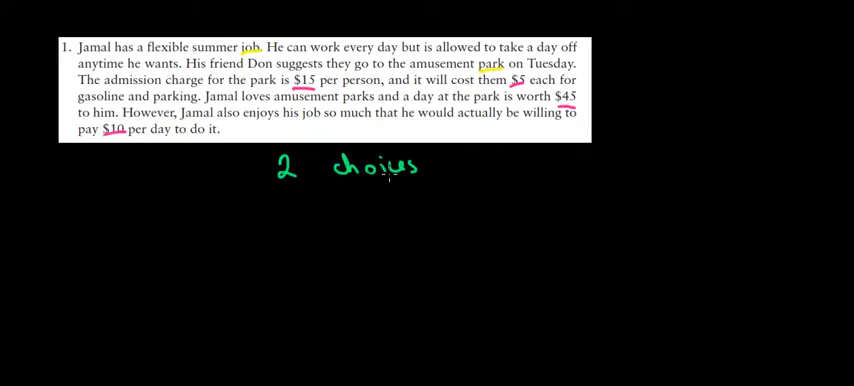 1. Jamal has a flexible summer job. He can work every day but is allowed to take a day off
anytime he wants. His friend Don suggests they go to the amusement park on Tuesday.
The admission charge for the park is $15 per person, and it will cost them $5 each for
gasoline and parking. Jamal loves amusement parks and a day at the park is worth $45
to him. However, Jamal also enjoys his job so much that he would actually be willing to
pay $10 per day to do it.
2 choices